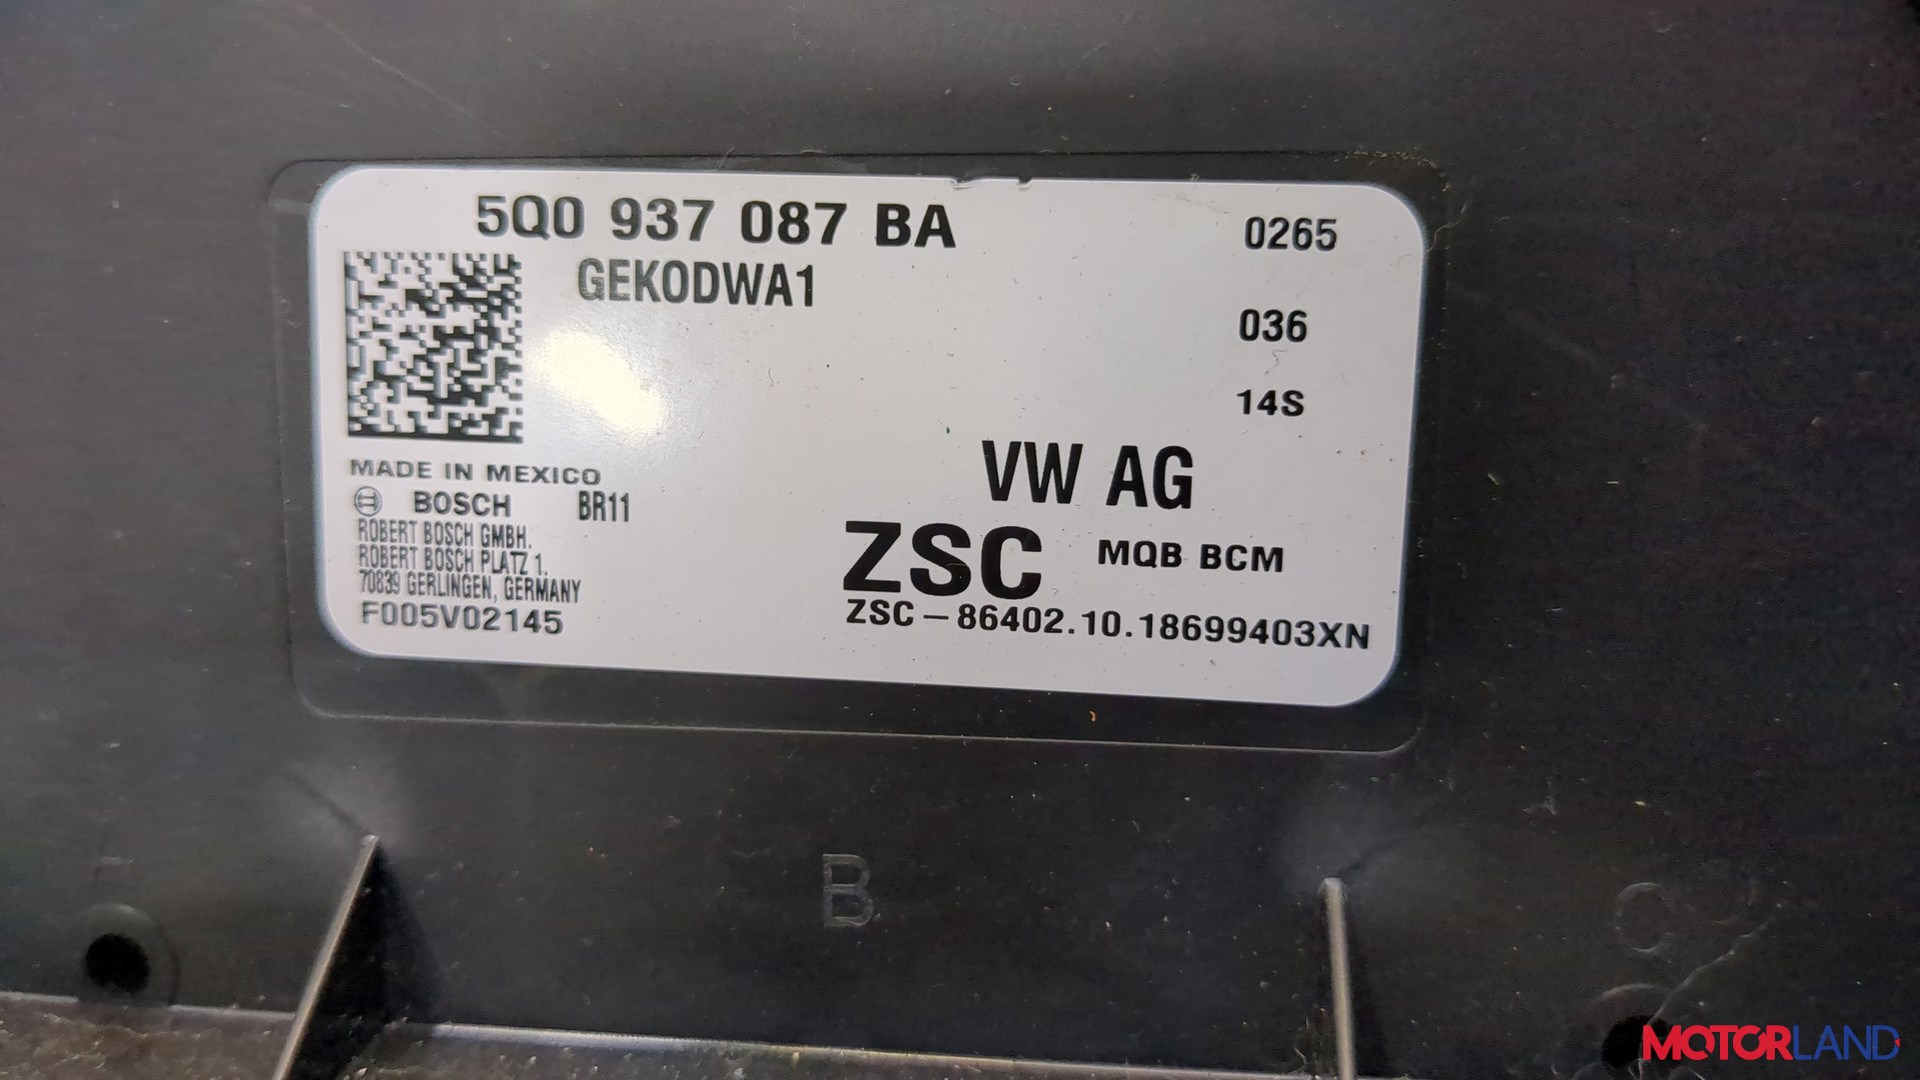 5Q0 937 087 BA
0265
GEKODWA1
036
14S
MADE IN MEXICO
BOSCH BR11
ROBERT BOSCH GMBH.
ROBERT BOSCH PLATZ 1.
70839 GERLINGEN, GERMANY
F005V02145
VW AG
ZSC MQB BCM
ZSC-86402.10.18699403XN
B
C
MOTORLAND